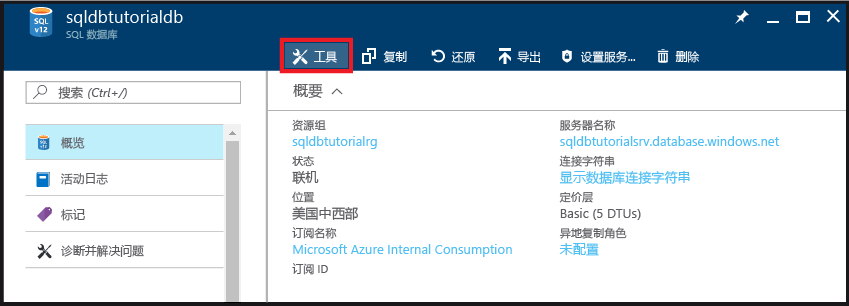 sqldbtutorialdb
SQL 数据库
SQL
v12
工具 复制 还原 导出 设置服务... 删除
搜索 (Ctrl+/)
概览
活动日志
标记
诊断并解决问题
概要
资源组
sqldbtutorialrg
状态
联机
位置
美国中西部
订阅名称
Microsoft Azure Internal Consumption
订阅 ID
服务器名称
sqldbtutorialsrv.database.windows.net
连接字符串
显示数据库连接字符串
定价层
Basic (5 DTUs)
异地复制角色
未配置